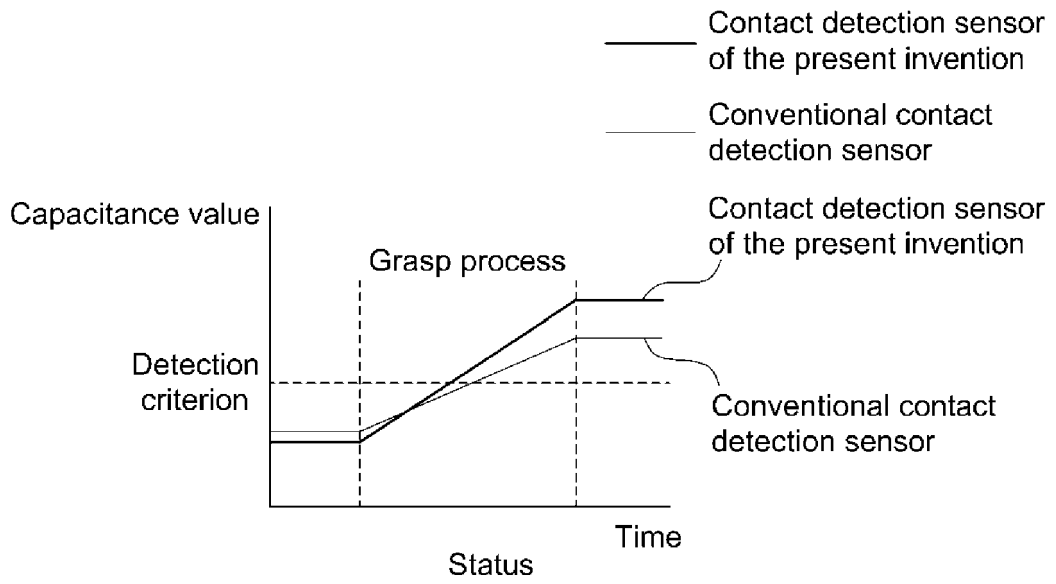 Contact detection sensor
of the present invention
Conventional contact
detection sensor
Capacitance value
Contact detection sensor
of the present invention
Grasp process
Detection
criterion
Conventional contact
detection sensor
Time
Status